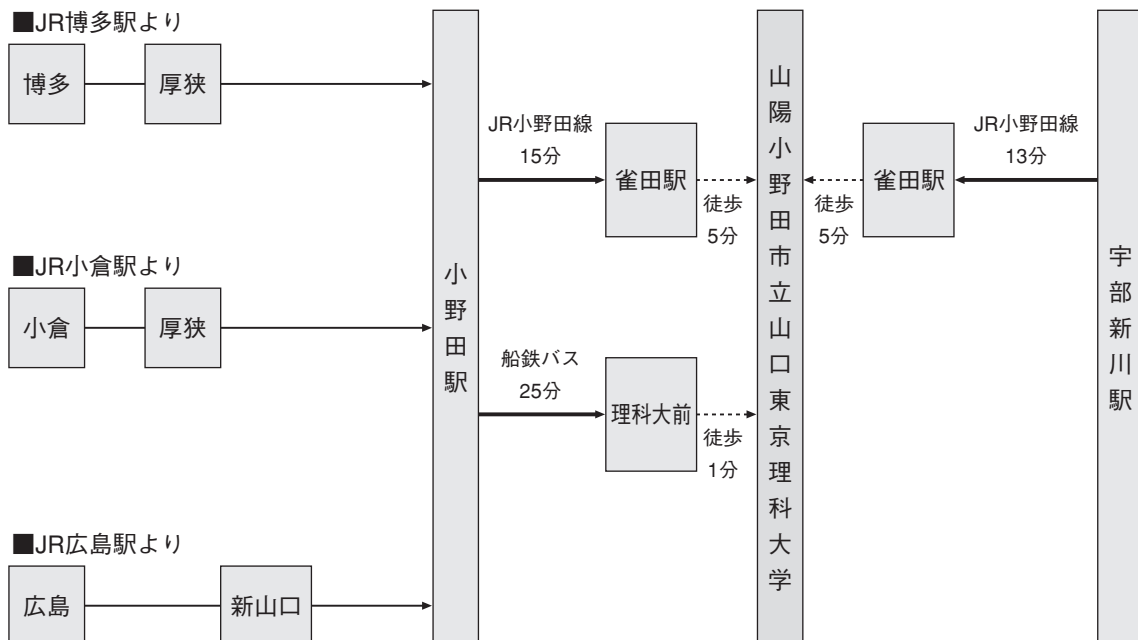 ■JR博多駅より
博多
厚狭
■JR小倉駅より
小倉
厚狭
■JR広島駅より
広島
新山口
小野田駅
JR小野田線
15分
雀田駅
徒歩
5分
船鉄バス
25分
理科大前
徒歩
1分
山陽小野田市立山口東京理科大学
徒歩
5分
雀田駅
JR小野田線
13分
宇部新川駅